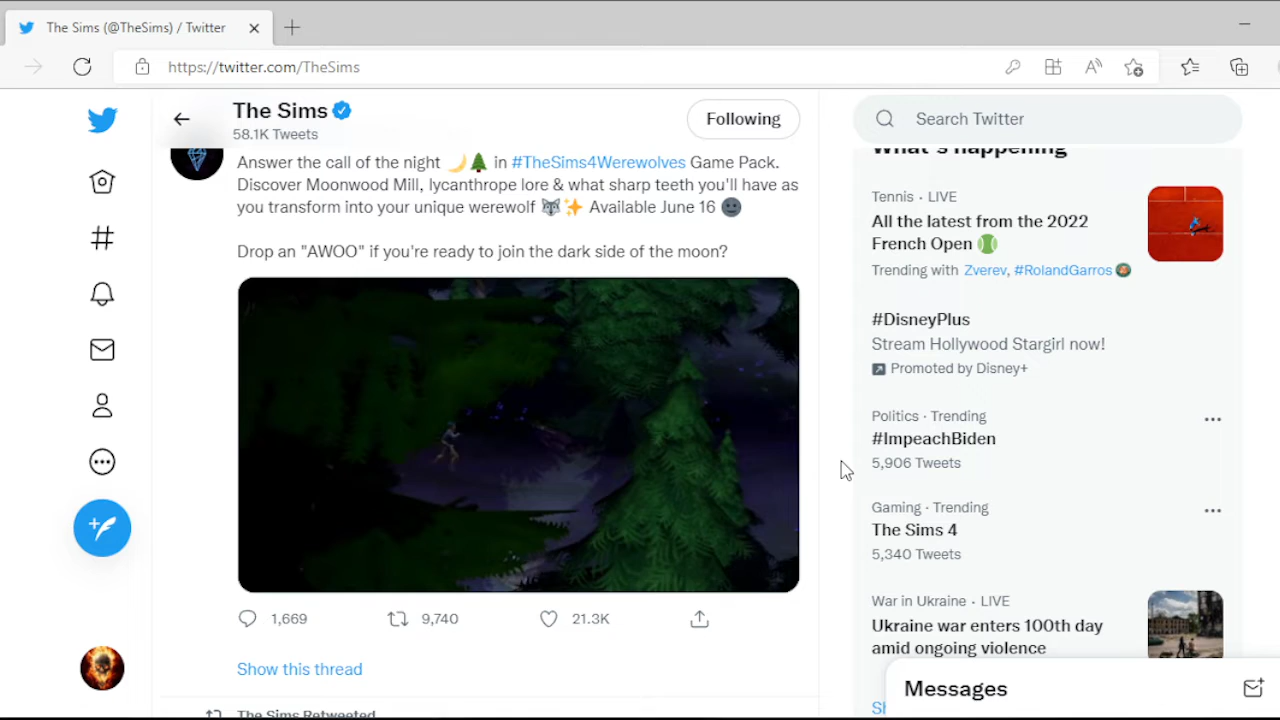 The Sims (@TheSims) / Twitter
https://twitter.com/TheSims
The Sims
58.1K Tweets
Following
Answer the call of the night 🌙🌲 in #TheSims4Werewolves Game Pack.
Discover Moonwood Mill, lycanthrope lore & what sharp teeth you'll have as
you transform into your unique werewolf 🐺✨ Available June 16 🌚
Drop an "AWOO" if you're ready to join the dark side of the moon?
1,669
9,740
21.3K
Show this thread
The Sims Retweeted
Search Twitter
What's happening
Tennis · LIVE
All the latest from the 2022
French Open 🎾
Trending with Zverev, #RolandGarros
#DisneyPlus
Stream Hollywood Stargirl now!
Promoted by Disney+
Politics · Trending
#ImpeachBiden
5,906 Tweets
Gaming · Trending
The Sims 4
5,340 Tweets
War in Ukraine · LIVE
Ukraine war enters 100th day
amid ongoing violence
Messages